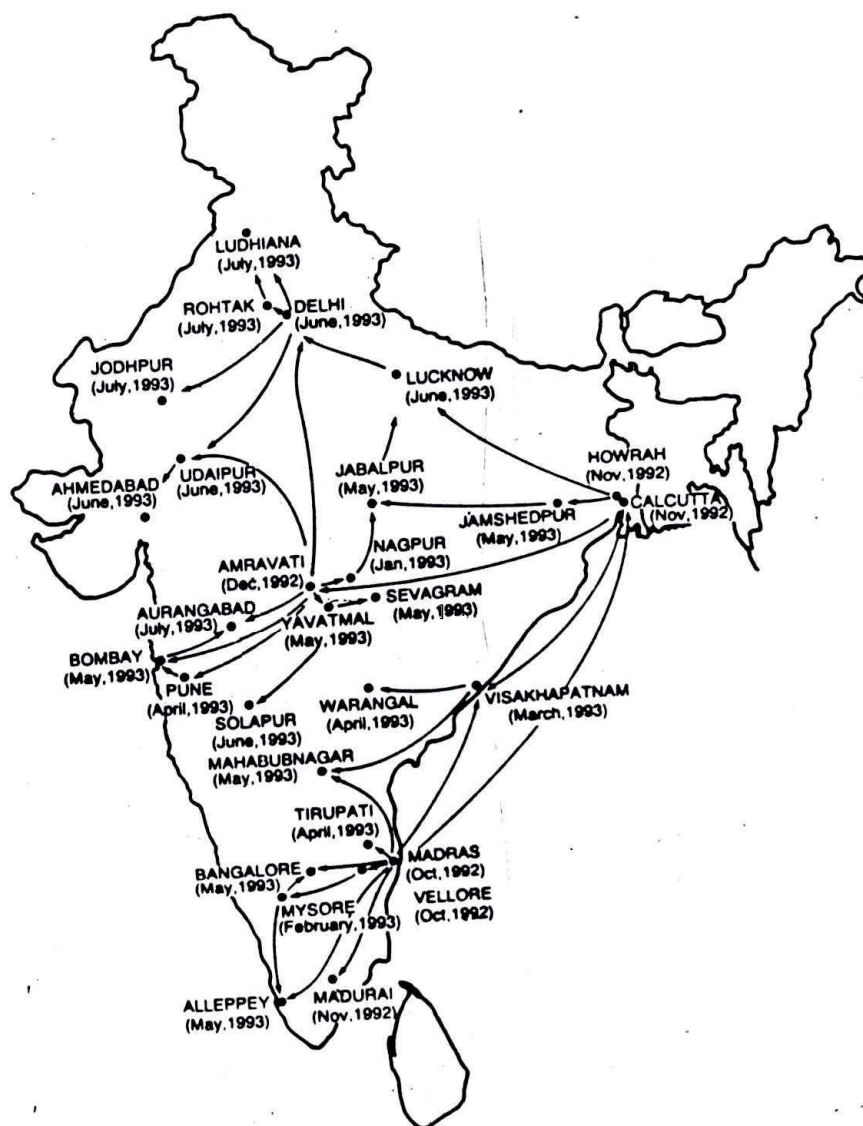 LUDHIANA
(July,1993)
ROHTAK
(July,1993)
DELHI
(June,1993)
JODHPUR
(July,1993)
LUCKNOW
(June,1993)
HOWRAH
(Nov,1992)
CALCUTTA
(Nov,1992)
JAMSHEDPUR
(May,1993)
JABALPUR
(May,1993)
UDAIPUR
(June,1993)
AHMEDABAD
(June,1993)
NAGPUR
(Jan,1993)
AMRAVATI
(Dec,1992)
SEVAGRAM
(May,1993)
YAVATMAL
(May,1993)
AURANGABAD
(July,1993)
BOMBAY
(May,1993)
PUNE
(April,1993)
SOLAPUR
(June,1993)
WARANGAL
(April,1993)
VISAKHAPATNAM
(March,1993)
MAHABUBNAGAR
(May,1993)
TIRUPATI
(April,1993)
MADRAS
(Oct,1992)
BANGALORE
(May,1993)
VELLORE
(Oct,1992)
MYSORE
(February,1993)
ALLEPPEY
(May,1993)
MADURAI
(Nov,1992)